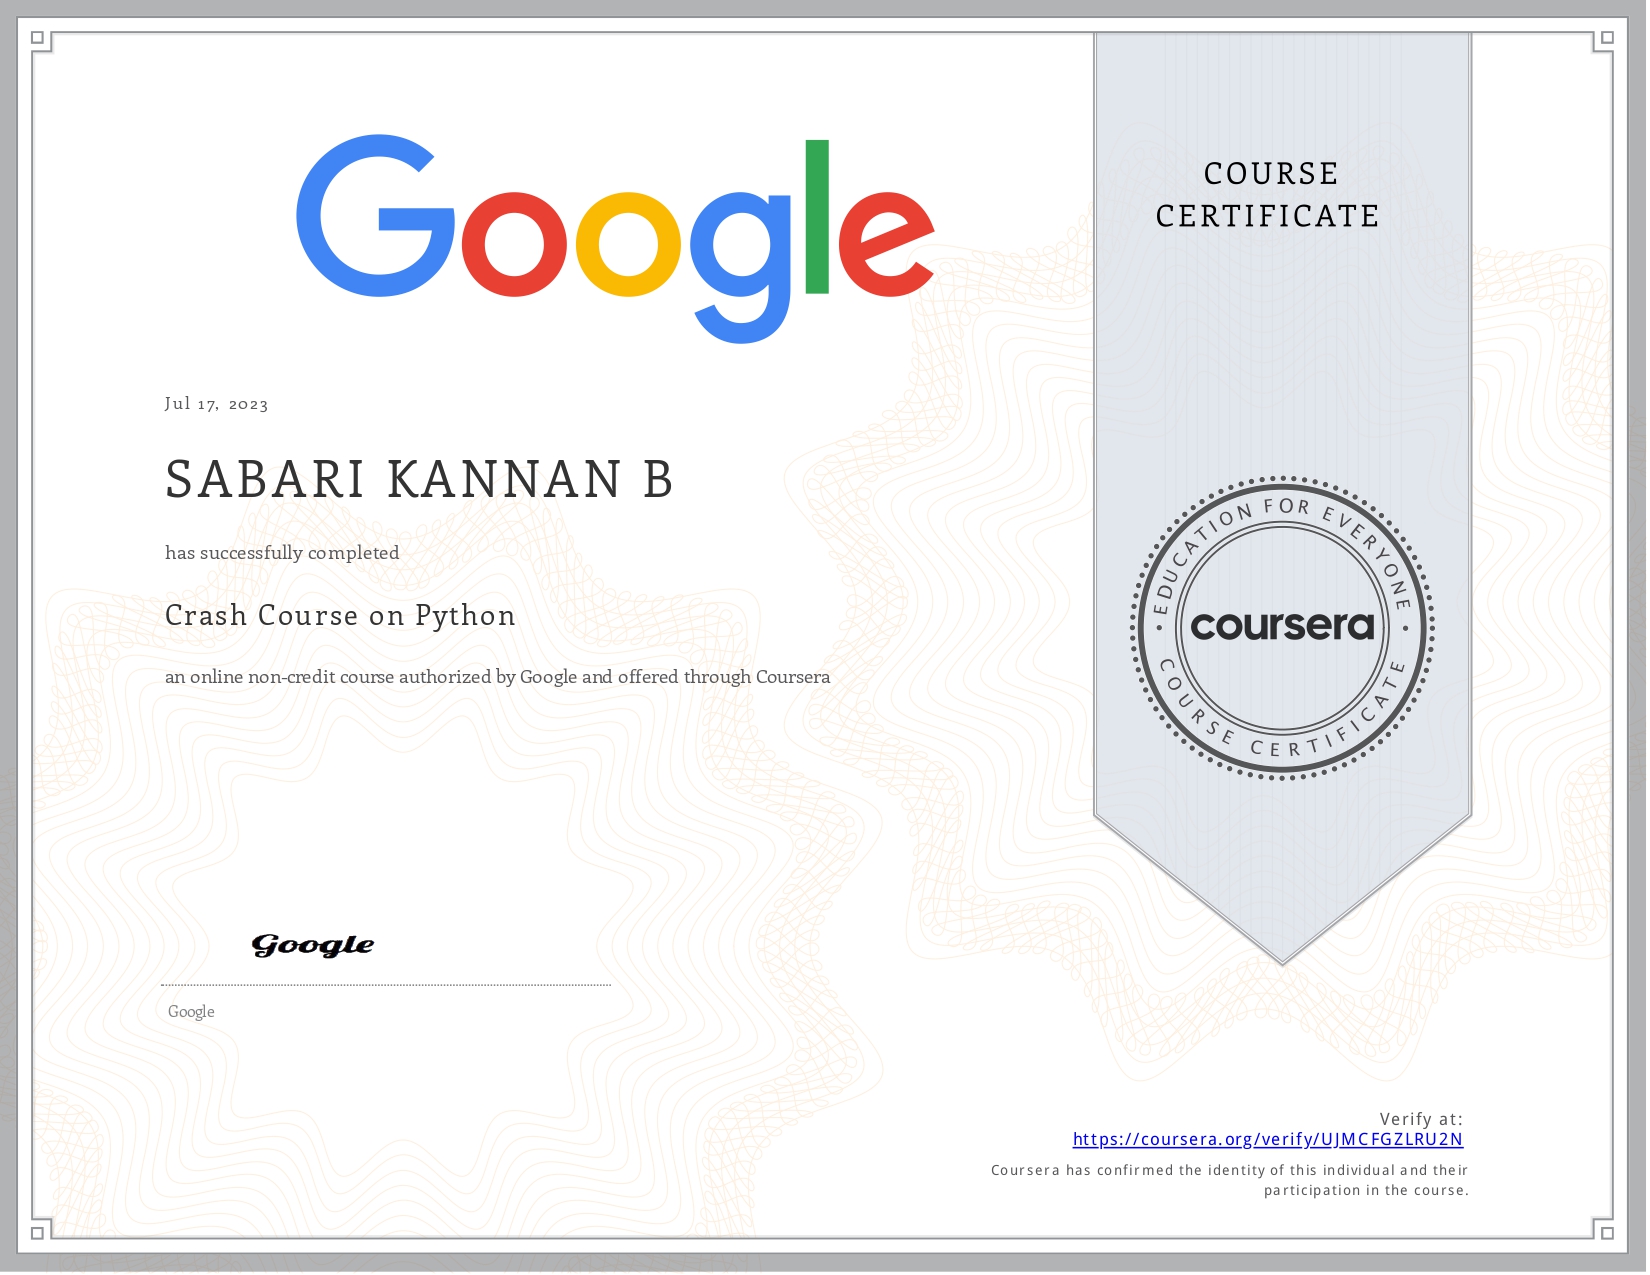 Google
COURSE
CERTIFICATE
Jul 17, 2023
SABARI KANNAN B
has successfully completed
Crash Course on Python
an online non-credit course authorized by Google and offered through Coursera
EDUCATION FOR EVERYONE
coursera
COURSE CERTIFICATE
Google
Google
Verify at:
https://coursera.org/verify/UJMCFGZLRU2N
Coursera has confirmed the identity of this individual and their
participation in the course.